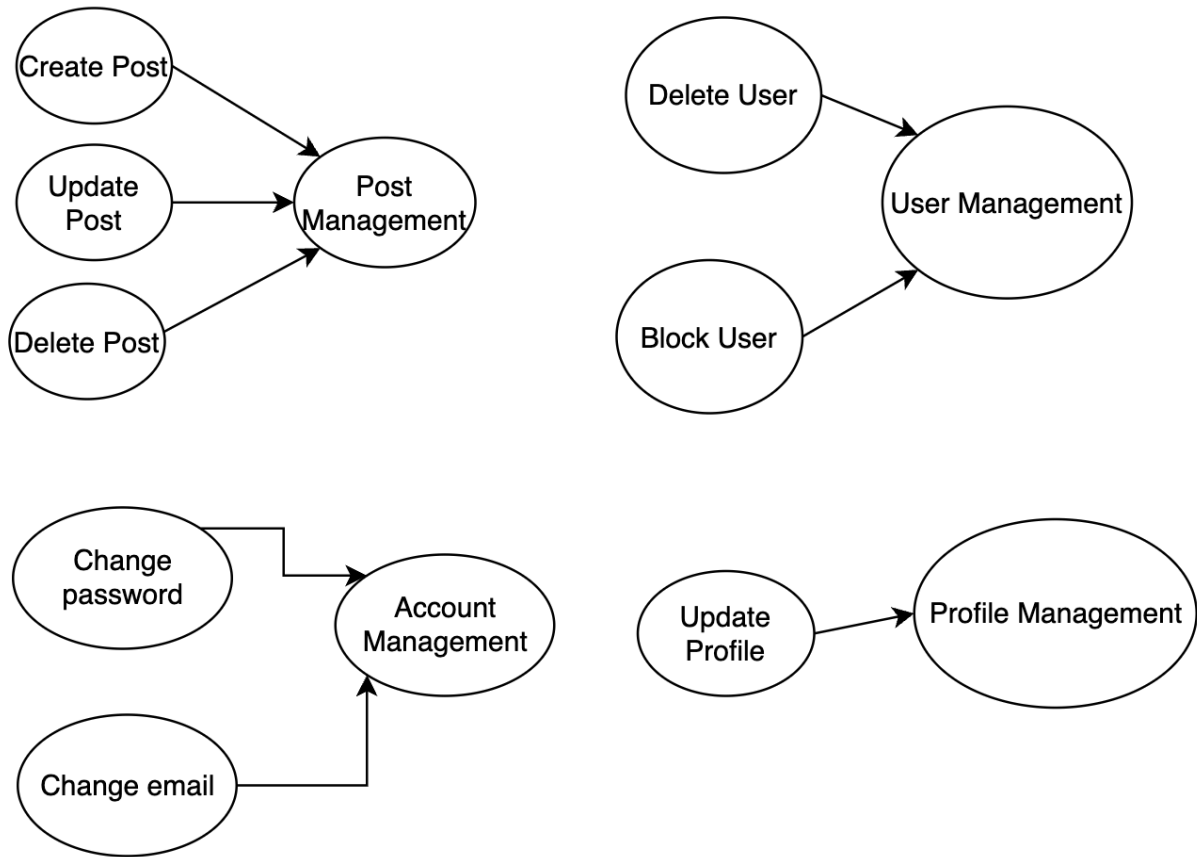 Create Post
Update
Post
Delete Post
Post
Management
Delete User
Block User
User Management
Change
password
Change email
Account
Management
Update
Profile
Profile Management